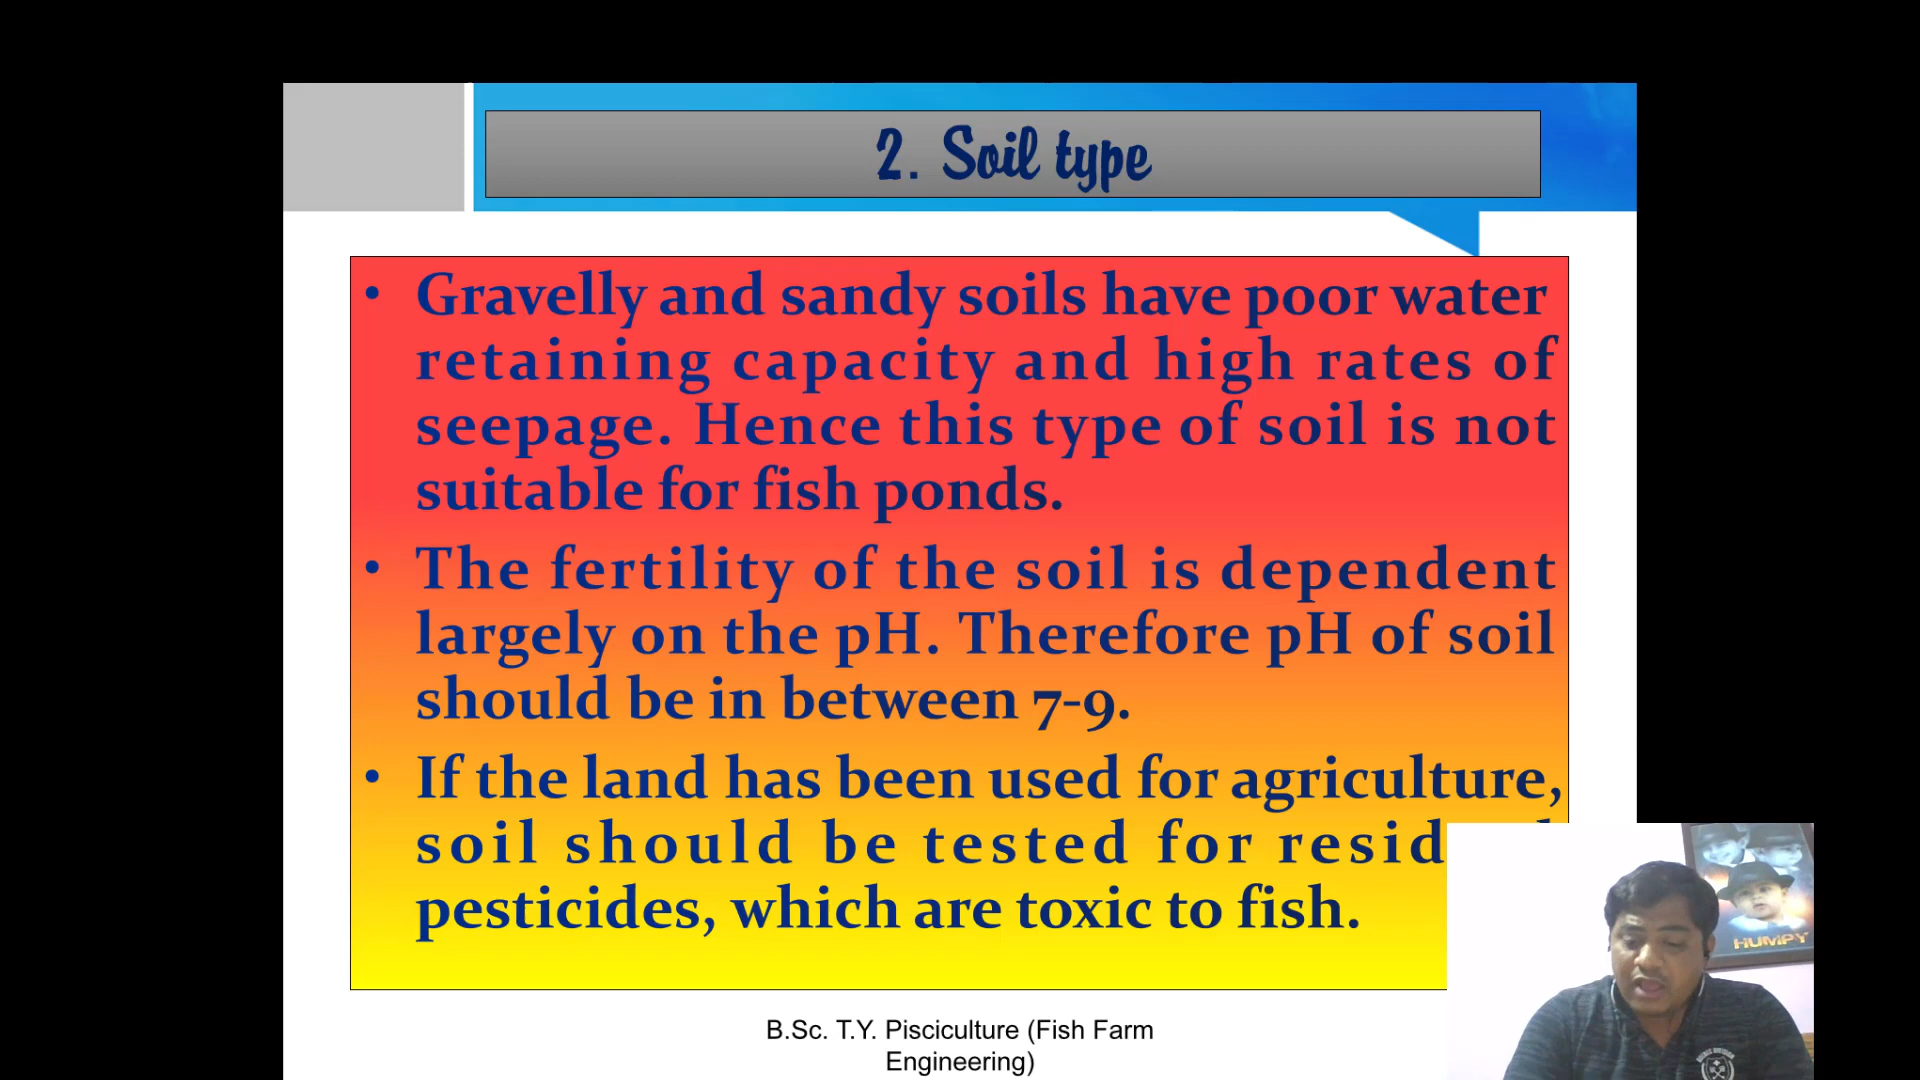 2. Soil type
• Gravelly and sandy soils have poor water
retaining capacity and high rates of
seepage. Hence this type of soil is not
suitable for fish ponds.
• The fertility of the soil is dependent
largely on the pH. Therefore pH of soil
should be in between 7-9.
• If the land has been used for agriculture,
soil should be tested for
pesticides, which are toxic to fish.
HUMPY
B.Sc. T.Y. Pisciculture (Fish Farm
Engineering)